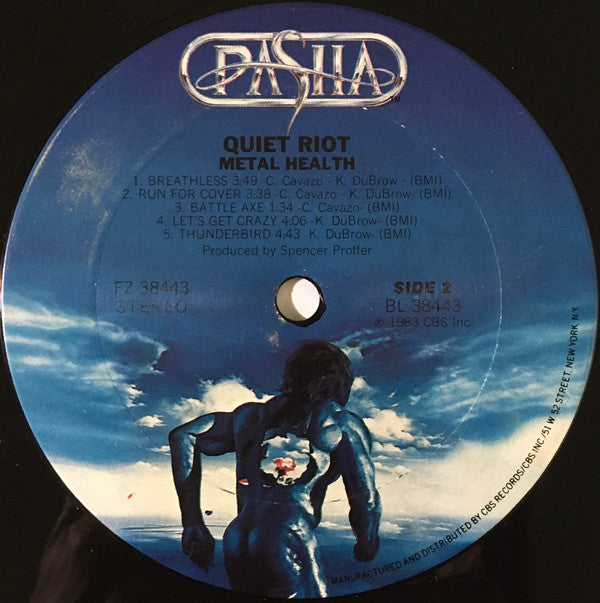 PASHA
SM
QUIET RIOT
METAL HEALTH
1. BREATHLESS 3:49 -C. Cavazo - K. DuBrow - (BMI)
2. RUN FOR COVER 3:38 -C. Cavazo - K. DuBrow- (BMI)
3. BATTLE AXE 1:34 -C. Cavazo- (BMI)
4. LET'S GET CRAZY 4:06 -K. DuBrow- (BMI)
5. THUNDERBIRD 4:43 -K. DuBrow- (BMI)
Produced by Spencer Proffer
FZ 38443
STEREO
SIDE 2
BL 38443
℗ 1983 CBS Inc.
MANUFACTURED AND DISTRIBUTED BY CBS RECORDS/CBS INC./51 W. 52 STREET, NEW YORK, N.Y.